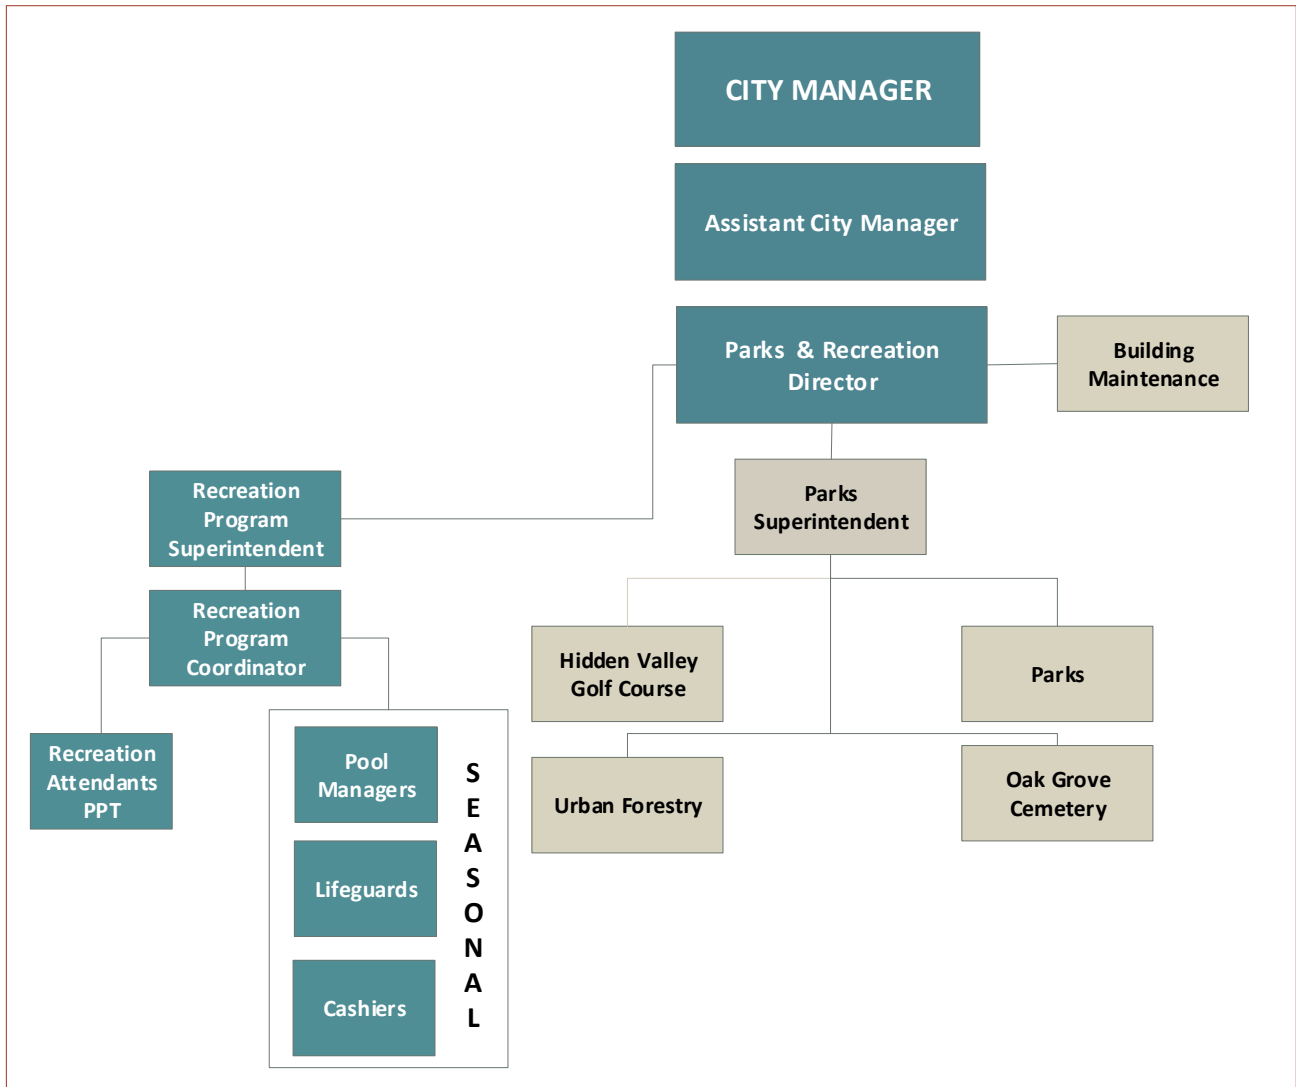 CITY MANAGER
Assistant City Manager
Parks & Recreation
Director
Building
Maintenance
Recreation
Program
Superintendent
Parks
Superintendent
Recreation
Program
Coordinator
Hidden Valley
Golf Course
Parks
Recreation
Attendants
PPT
Pool
Managers
Lifeguards
Cashiers
S
E
A
S
O
N
A
L
Urban Forestry
Oak Grove
Cemetery